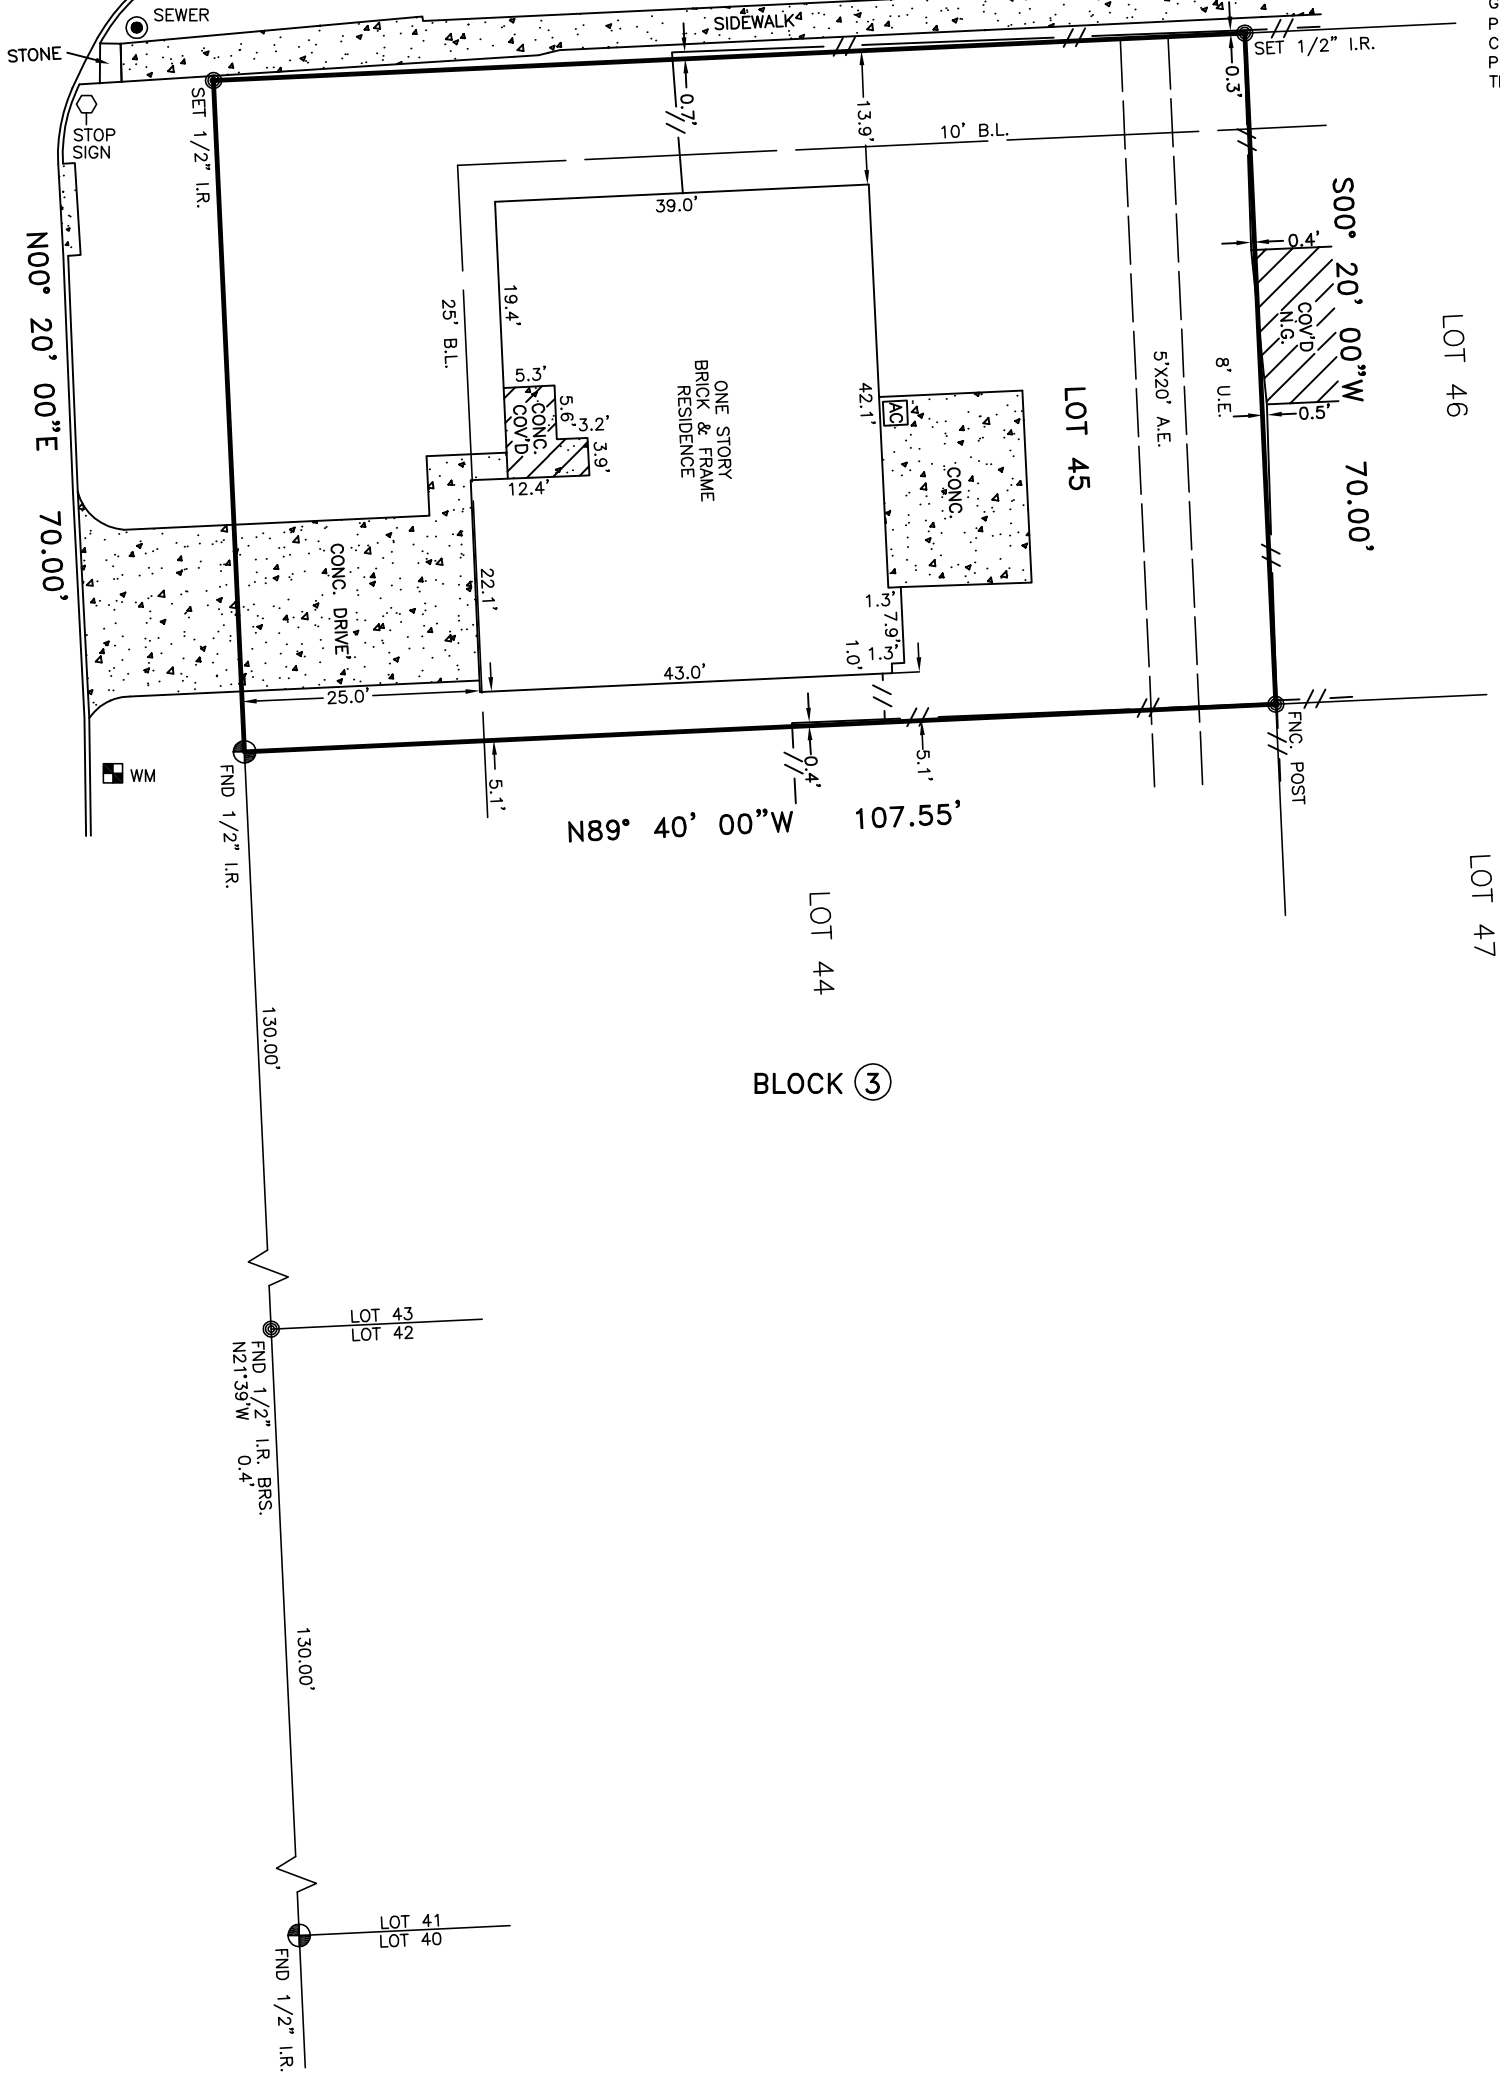 SEWER
STONE
STOP
SIGN
SIDEWALK
SET 1/2" I.R.
SET 1/2" I.R.
G
P
C
P
0.7'
13.9'
0.3'
10' B.L.
39.0'
N00° 20' 00"E 70.00'
S00° 20' 00"W 70.00'
0.4'
COV'D
N.G.
0.5'
LOT 46
25' B.L.
19.4'
5.3'
5.6'
3.2'
3.9'
CONC.
COV'D
12.4'
ONE STORY
BRICK & FRAME
RESIDENCE
42.1'
AC
CONC.
LOT 45
5'X20' A.E.
8' U.E.
CONC. DRIVE
22.1'
1.3'
7.9'
1.3'
1.0'
43.0'
25.0'
WM
FND 1/2" I.R.
5.1'
0.4'
5.1'
FNC. POST
N89° 40' 00"W 107.55'
LOT 44
LOT 47
130.00'
BLOCK 3
LOT 43
LOT 42
FND 1/2" I.R. BRS.
N21°39'W 0.4'
130.00'
LOT 41
LOT 40
FND 1/2" I.R.